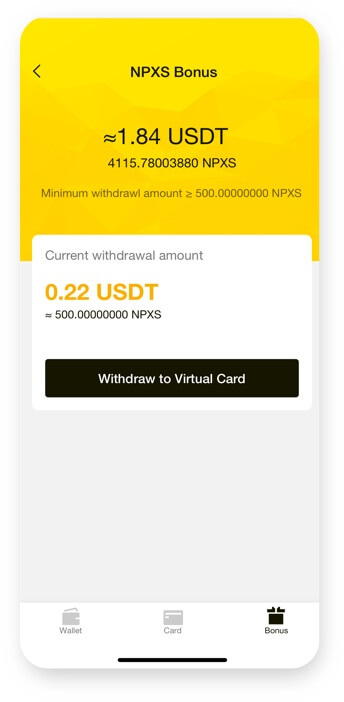 NPXS Bonus
≈1.84 USDT
4115.78003880 NPXS
Minimum withdrawl amount ≥ 500.00000000 NPXS
Current withdrawal amount
0.22 USDT
≈ 500.00000000 NPXS
Withdraw to Virtual Card
Wallet Card Bonus